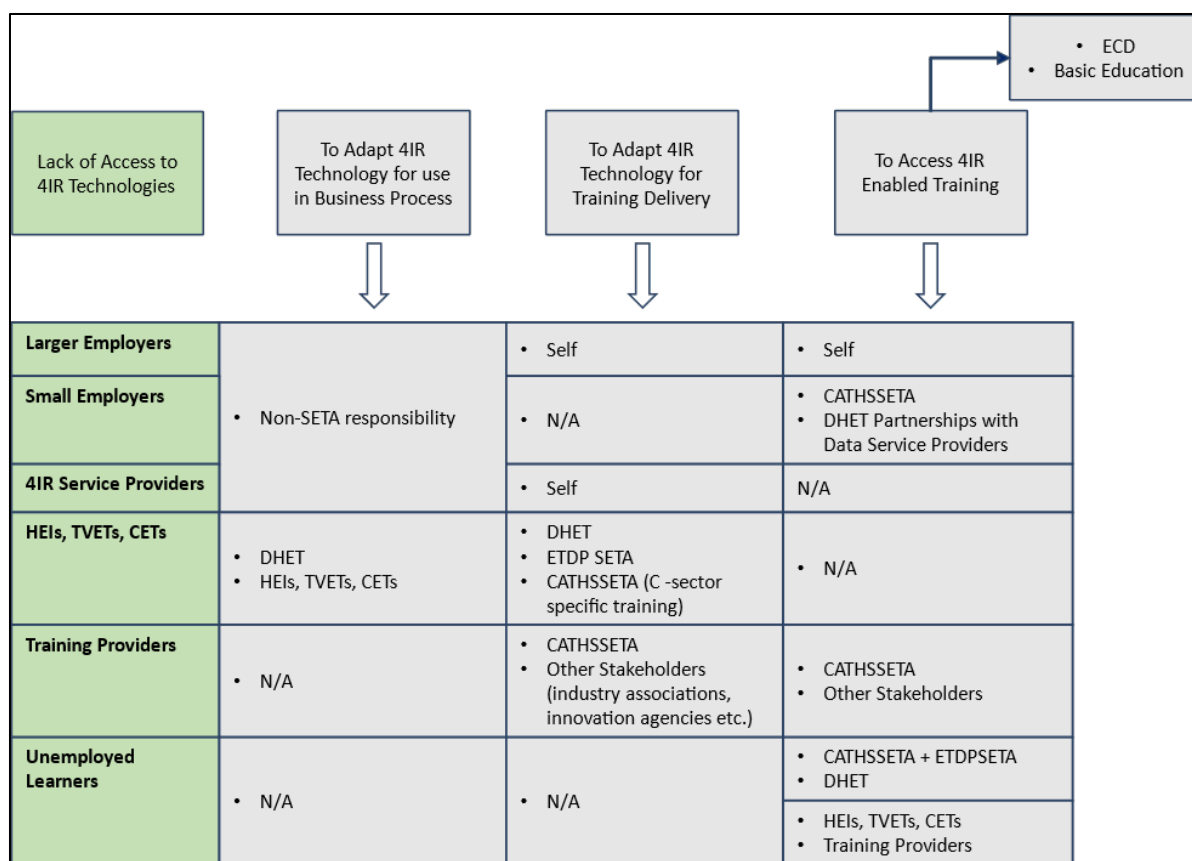 • ECD
• Basic Education
Lack of Access to
4IR Technologies
To Adapt 4IR
Technology for use
in Business Process
To Adapt 4IR
Technology for
Training Delivery
To Access 4IR
Enabled Training
Larger Employers
• Non-SETA responsibility
• Self
• Self
Small Employers
• N/A
• CATHSSETA
• DHET Partnerships with
Data Service Providers
4IR Service Providers
• Self
N/A
HEIs, TVETs, CETs
• DHET
• HEIs, TVETs, CETs
• DHET
• ETDP SETA
• CATHSSETA (C -sector
specific training)
• N/A
Training Providers
• N/A
• CATHSSETA
• Other Stakeholders
(industry associations,
innovation agencies etc.)
• CATHSSETA
• Other Stakeholders
Unemployed
Learners
• N/A
• N/A
• CATHSSETA + ETDPSETA
• DHET
• HEIs, TVETs, CETs
• Training Providers